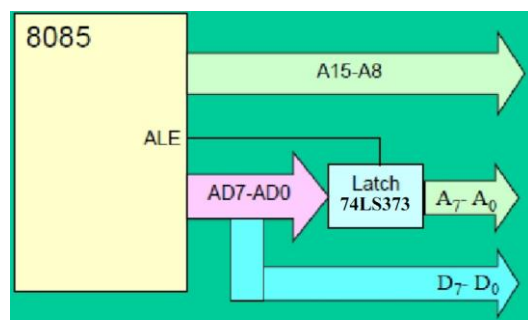 8085
A15-A8
ALE
AD7-AD0
Latch
74LS373
A7- A0
D7- D0